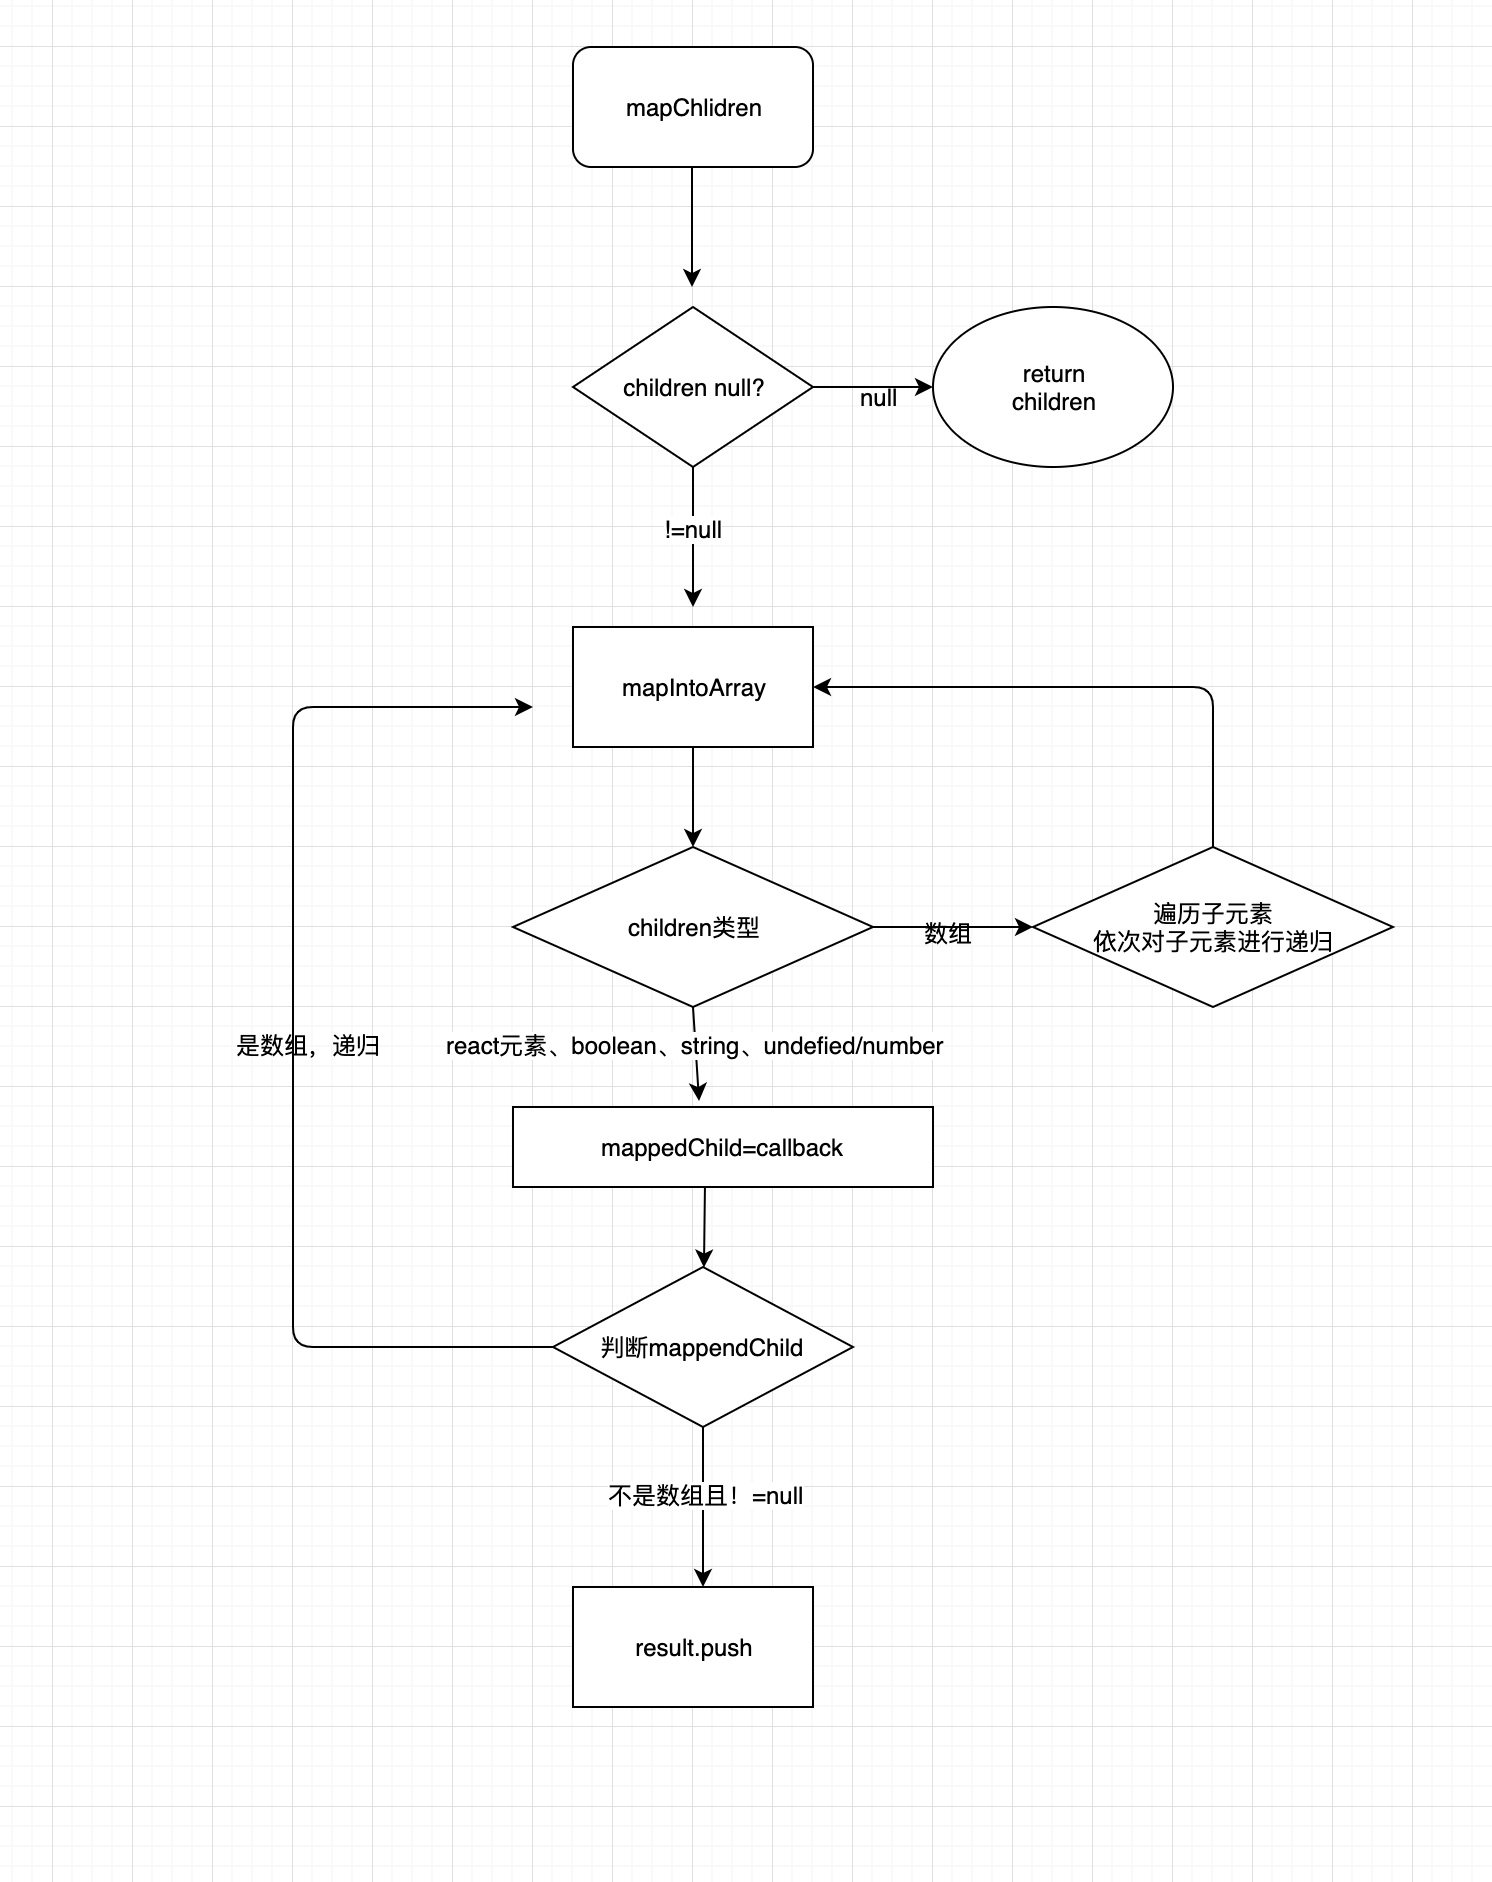 mapChlidren
children null?
null
return
children
!=null
mapIntoArray
children类型
数组
遍历子元素
依次对子元素进行递归
是数组，递归
react元素、boolean、string、undefied/number
mappedChild=callback
判断mappendChild
不是数组且！=null
result.push